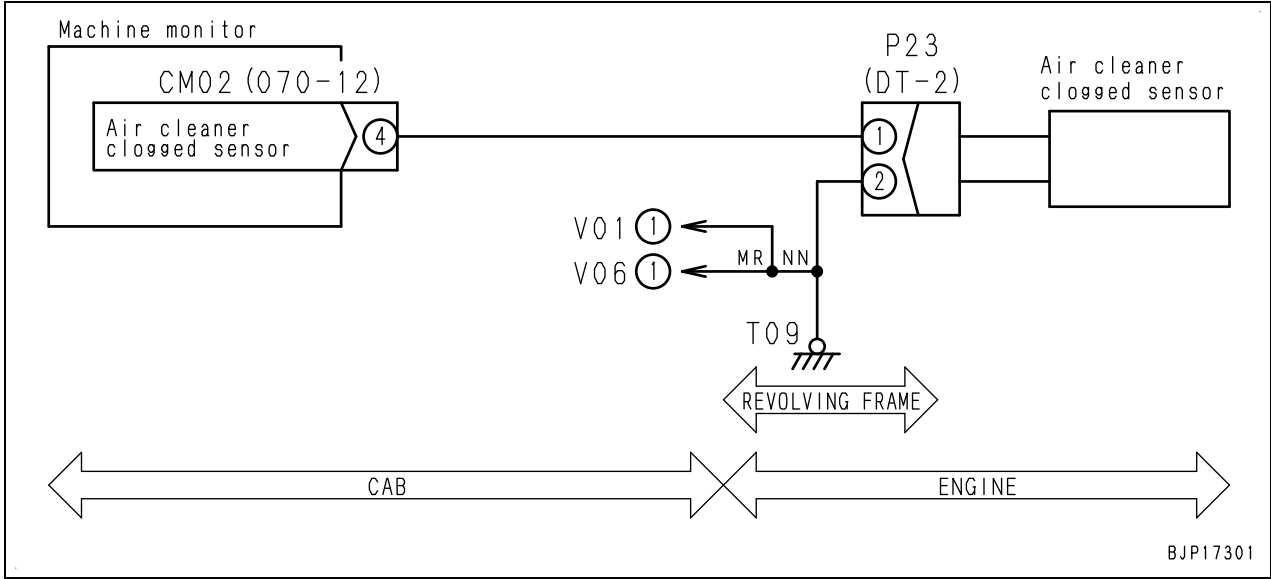 Machine monitor
CM02 (070-12)
Air cleaner
clogged sensor
4
P23
(DT-2)
1
2
Air cleaner
clogged sensor
V01 1
V06 1
MR NN
T09
REVOLVING FRAME
CAB
ENGINE
BJP17301